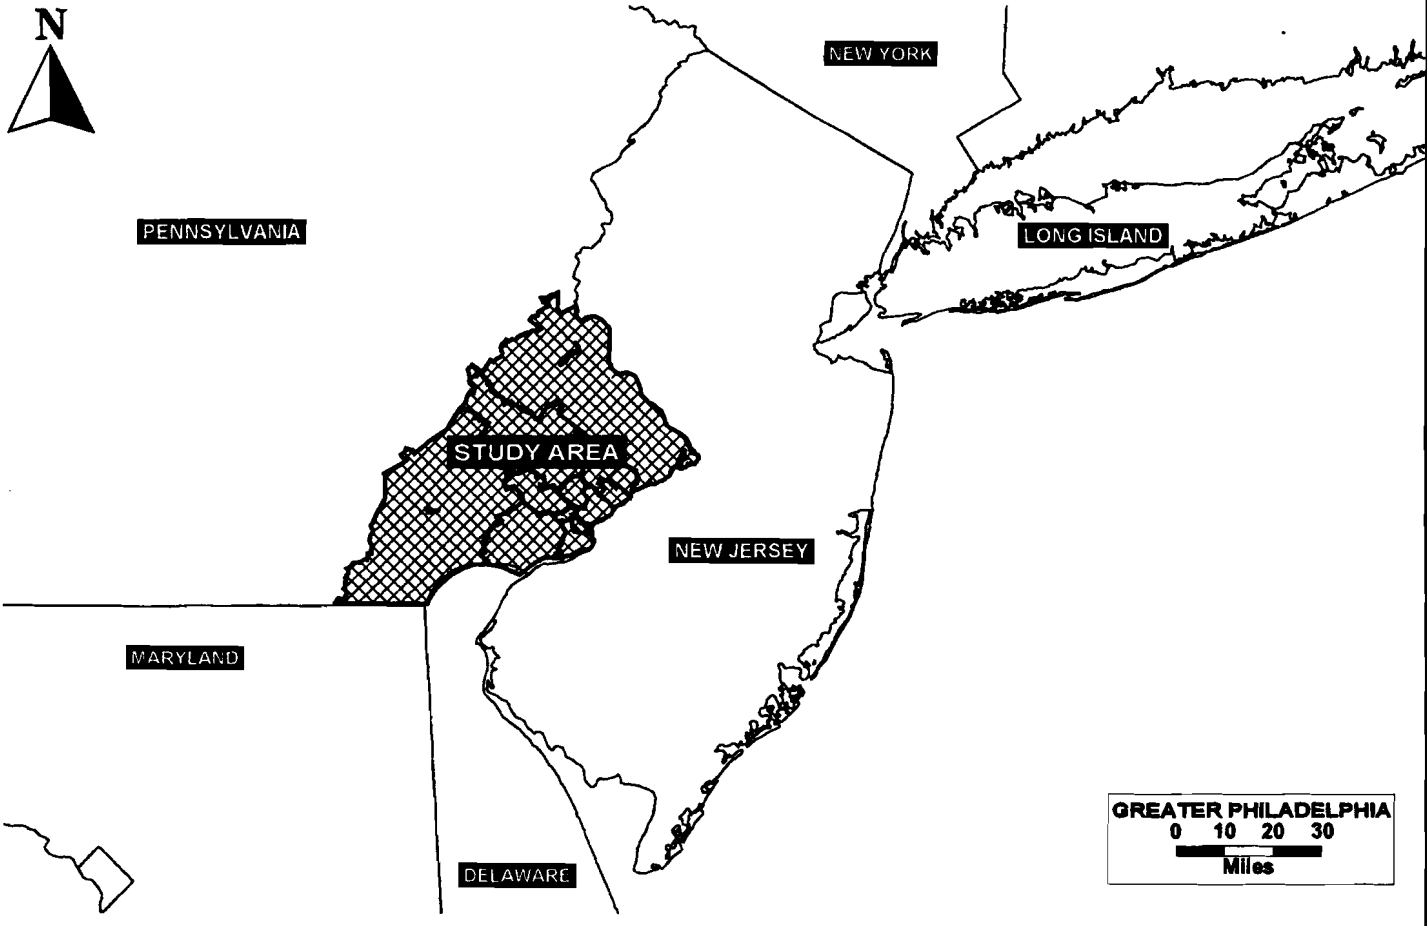 N
NEW YORK
PENNSYLVANIA
LONG ISLAND
STUDY AREA
NEW JERSEY
MARYLAND
DELAWARE
GREATER PHILADELPHIA
0 10 20 30
Miles